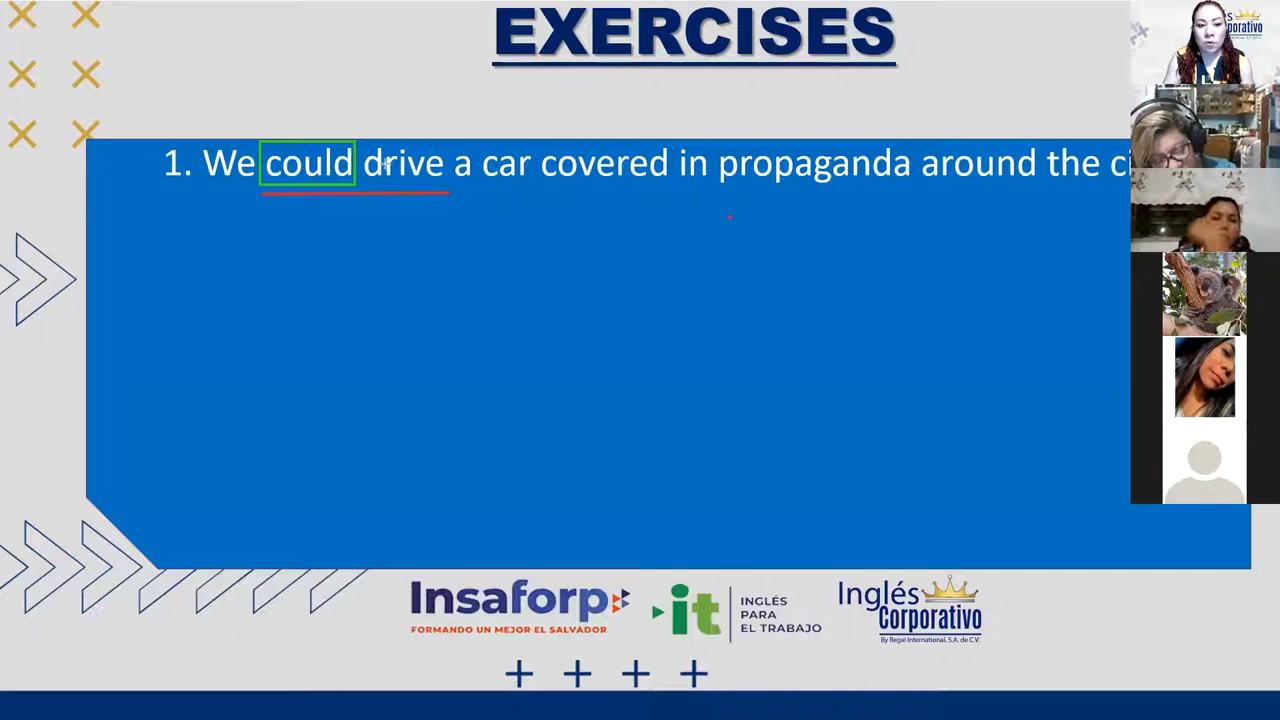 EXERCISES
1. We could drive a car covered in propaganda around the
Insaforp
FORMANDO UN MEJOR EL SALVADOR
it
INGLÉS
PARA
EL TRABAJO
Inglés
Corporativo
By Regal International, S.A. de C.V.